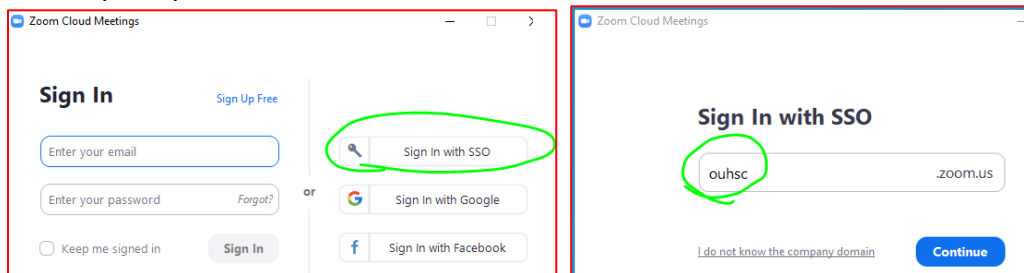 Zoom Cloud Meetings
Sign In
Sign Up Free
Enter your email
Enter your password
Forgot?
Keep me signed in
Sign In
or
Sign In with SSO
Sign In with Google
Sign In with Facebook
Zoom Cloud Meetings
Sign In with SSO
ouhsc
.zoom.us
I do not know the company domain
Continue